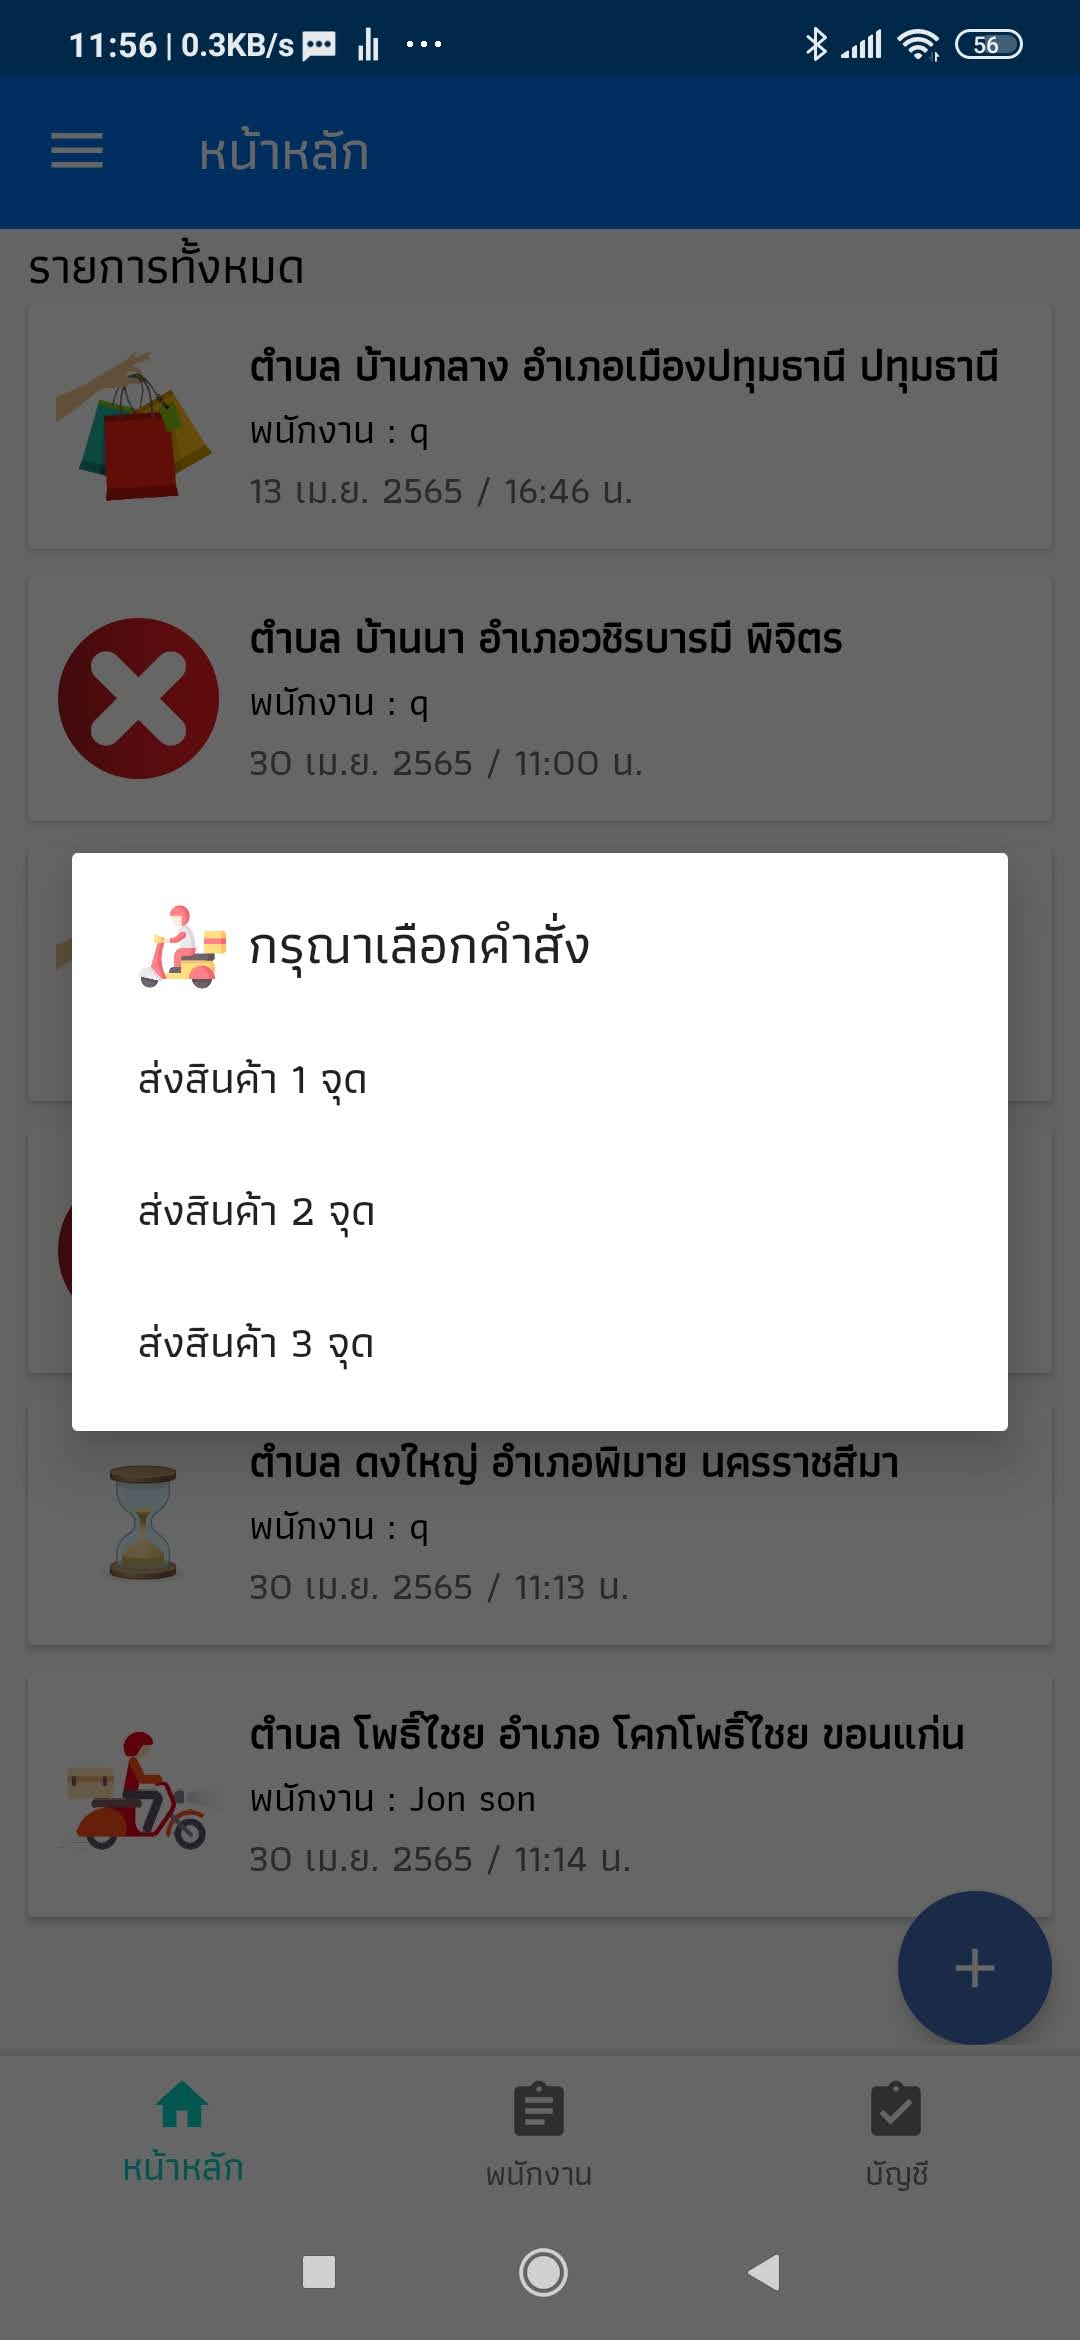 11:56 | 0.3KB/s
56
หน้าหลัก
รายการทั้งหมด
ตำบล บ้านกลาง อำเภอเมืองปทุมธานี ปทุมธานี
พนักงาน : q
13 เม.ย. 2565 / 16:46 น.
ตำบล บ้านนา อำเภอวชิรบารมี พิจิตร
พนักงาน : q
30 เม.ย. 2565 / 11:00 น.
กรุณาเลือกคำสั่ง
ส่งสินค้า 1 จุด
ส่งสินค้า 2 จุด
ส่งสินค้า 3 จุด
ตำบล ดงใหญ่ อำเภอพิมาย นครราชสีมา
พนักงาน : q
30 เม.ย. 2565 / 11:13 น.
ตำบล โพธิ์ไชย อำเภอ โคกโพธิ์ไชย ขอนแก่น
พนักงาน : Jon son
30 เม.ย. 2565 / 11:14 น.
หน้าหลัก
พนักงาน
บัญชี